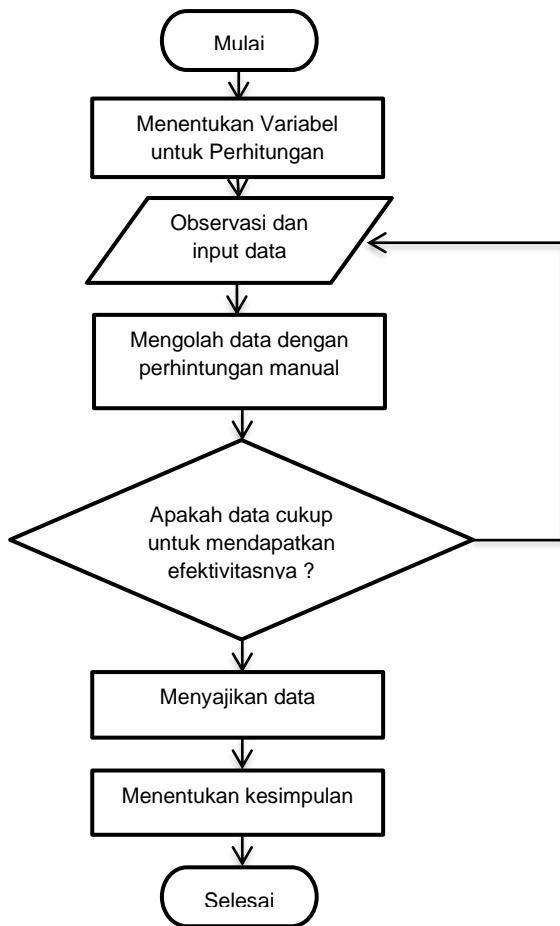 Mulai
Menentukan Variabel
untuk Perhitungan
Observasi dan
input data
Mengolah data dengan
perhintungan manual
Apakah data cukup
untuk mendapatkan
efektivitasnya ?
Menyajikan data
Menentukan kesimpulan
Selesai